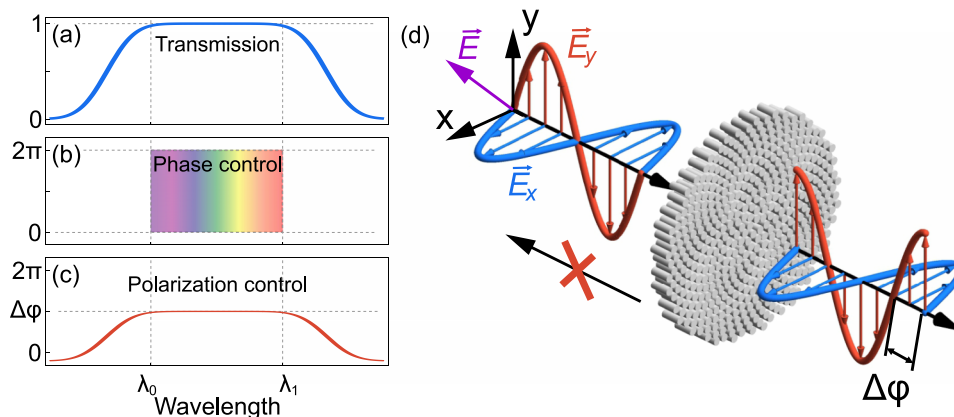 (a)
1
Transmission
0
(b)
2π
Phase control
0
(c)
2π
Polarization control
Δφ
0
λ0 λ1
Wavelength
(d)
y
E
Ey
x
Ex
Δφ